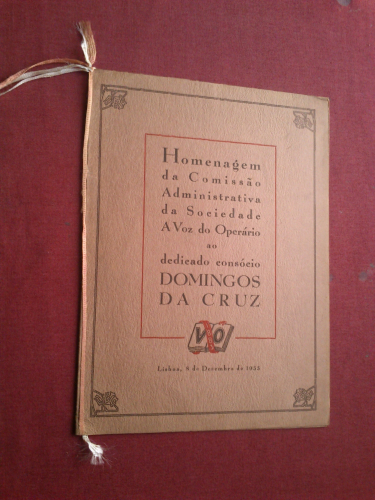 Homenagem
da Comissão
Administrativa
da Sociedade
A Voz do Operário
ao
dedicado consócio
DOMINGOS
DA CRUZ
VO
Lisboa, 8 de Dezembro de